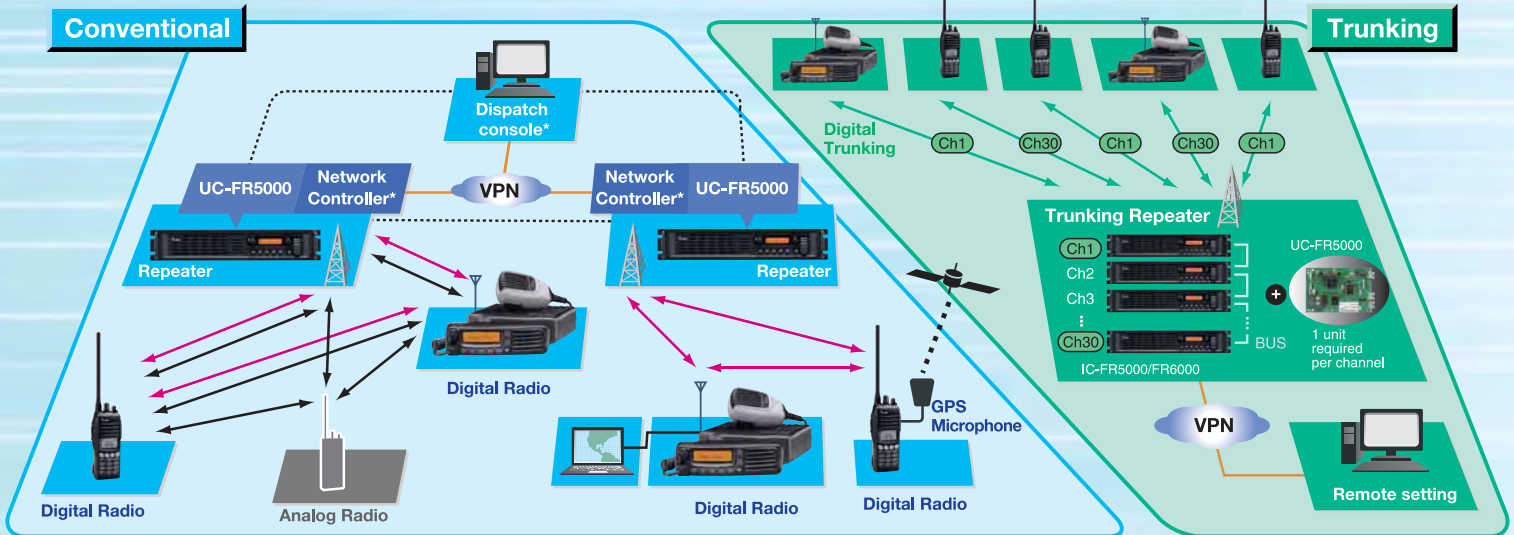 Conventional
Dispatch
console*
UC-FR5000
Network
Controller*
VPN
Network
Controller*
UC-FR5000
Repeater
Repeater
Digital Radio
Digital Radio
Analog Radio
Digital Radio
GPS
Microphone
Digital Radio
Trunking
Digital
Trunking
Ch1
Ch30
Ch1
Ch30
Ch1
Trunking Repeater
Ch1
Ch2
Ch3
Ch30
BUS
UC-FR5000
+
1 unit
required
per channel
IC-FR5000/FR6000
VPN
Remote setting